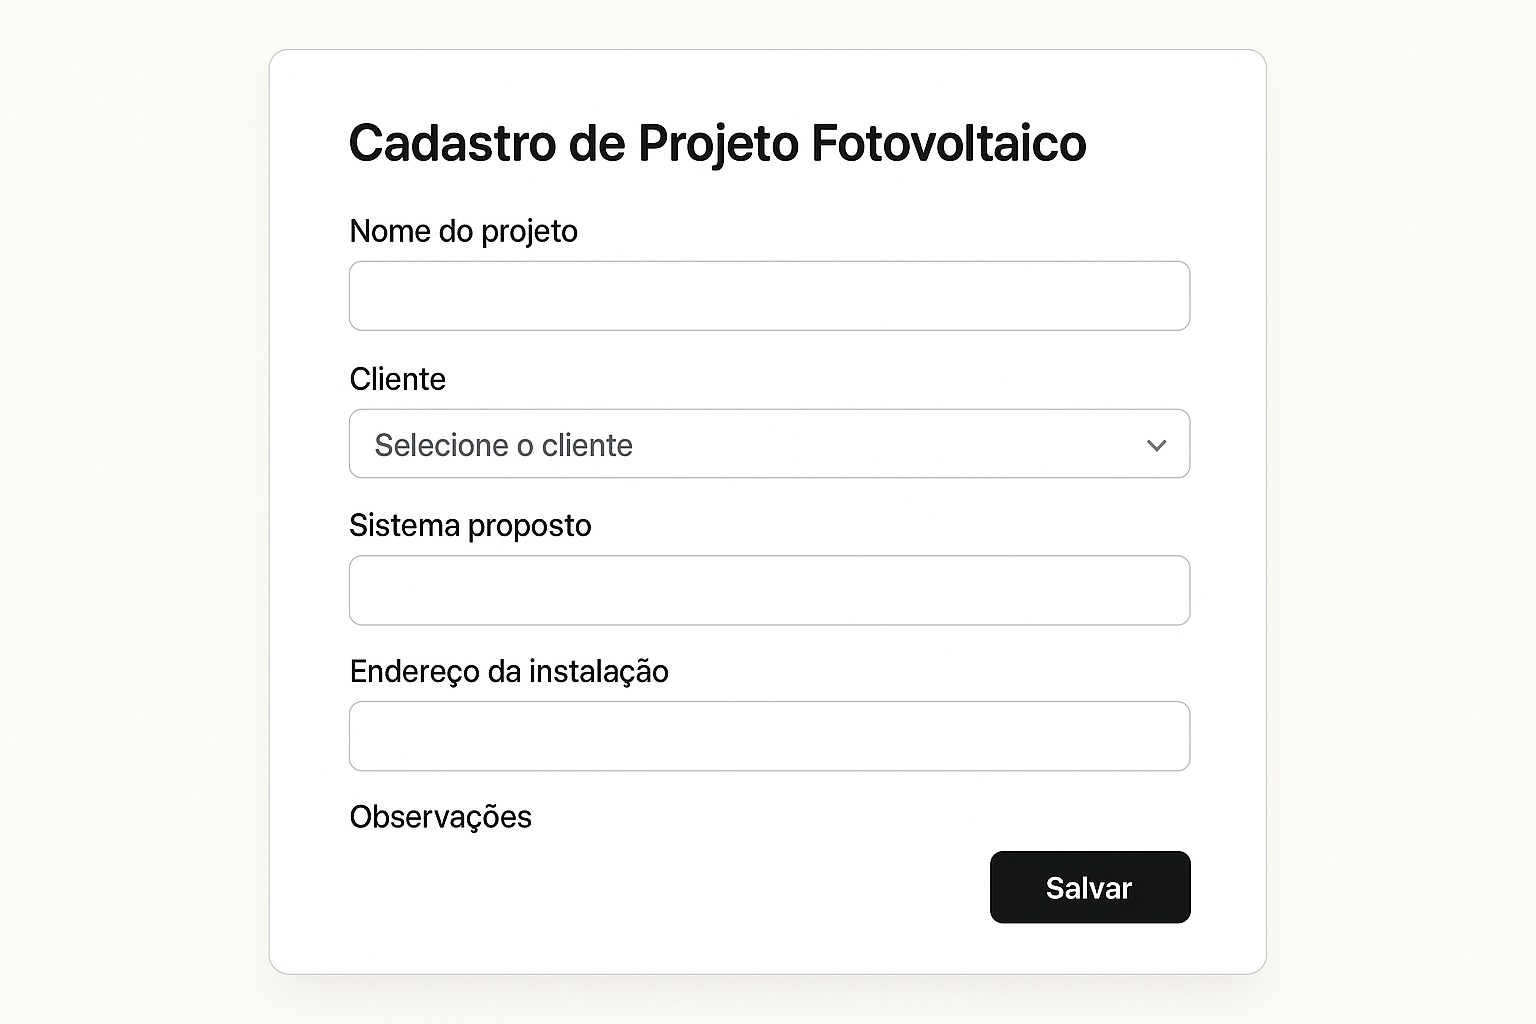 Cadastro de Projeto Fotovoltaico
Nome do projeto
Cliente
Selecione o cliente
Sistema proposto
Endereço da instalação
Observações
Salvar